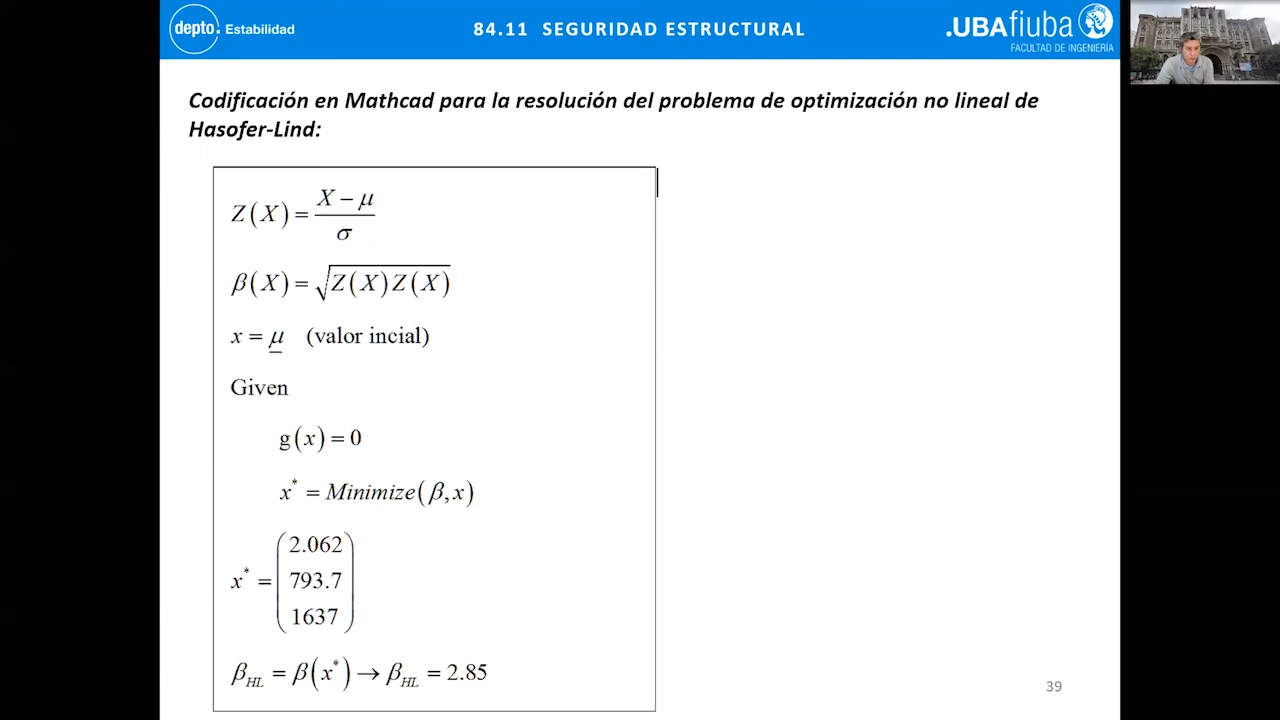 depto. Estabilidad
84.11 SEGURIDAD ESTRUCTURAL
.UBAfiuba
FACULTAD DE INGENIERÍA
Codificación en Mathcad para la resolución del problema de optimización no lineal de
Hasofer-Lind:
Z(X) = (X − μ) / σ
β(X) = √Z(X)Z(X)
x = μ (valor incial)
Given
g(x) = 0
x* = Minimize(β, x)
x* = (2.062
793.7
1637)
β_HL = β(x*) → β_HL = 2.85
39